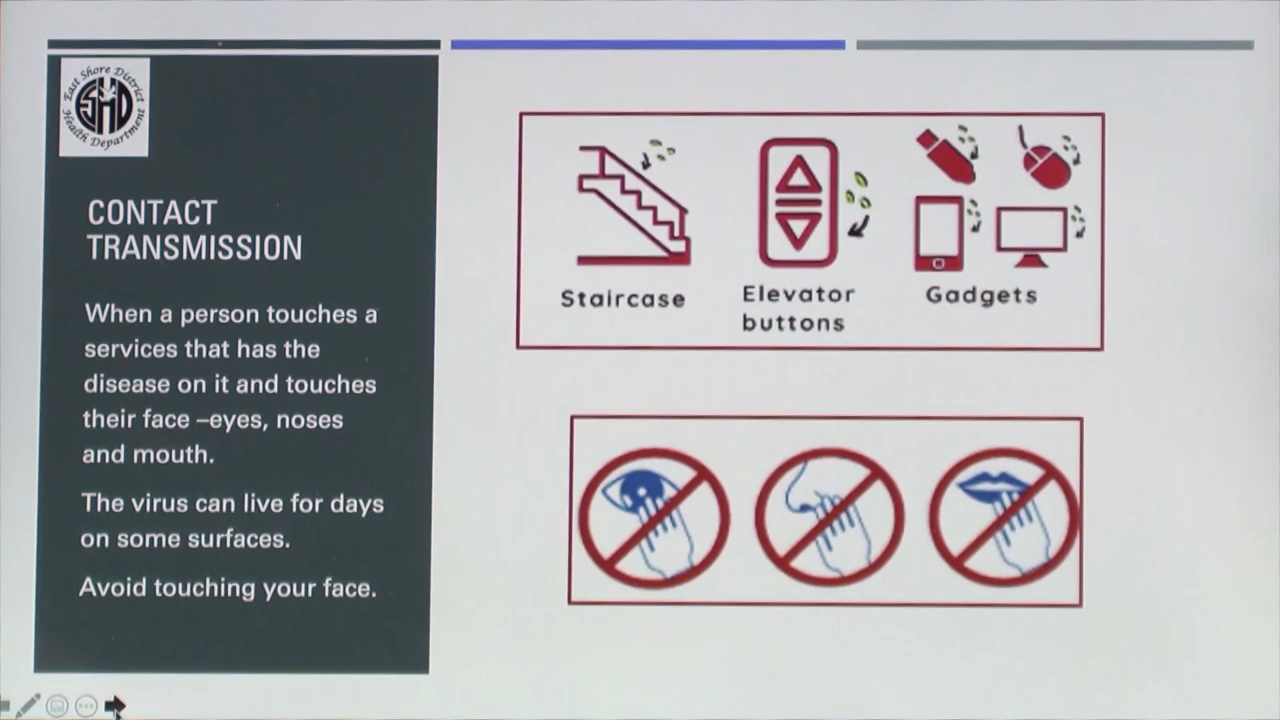 East Shore District
SHD
Health Department
CONTACT
TRANSMISSION
When a person touches a
services that has the
disease on it and touches
their face –eyes, noses
and mouth.
The virus can live for days
on some surfaces.
Avoid touching your face.
Staircase
Elevator
buttons
Gadgets